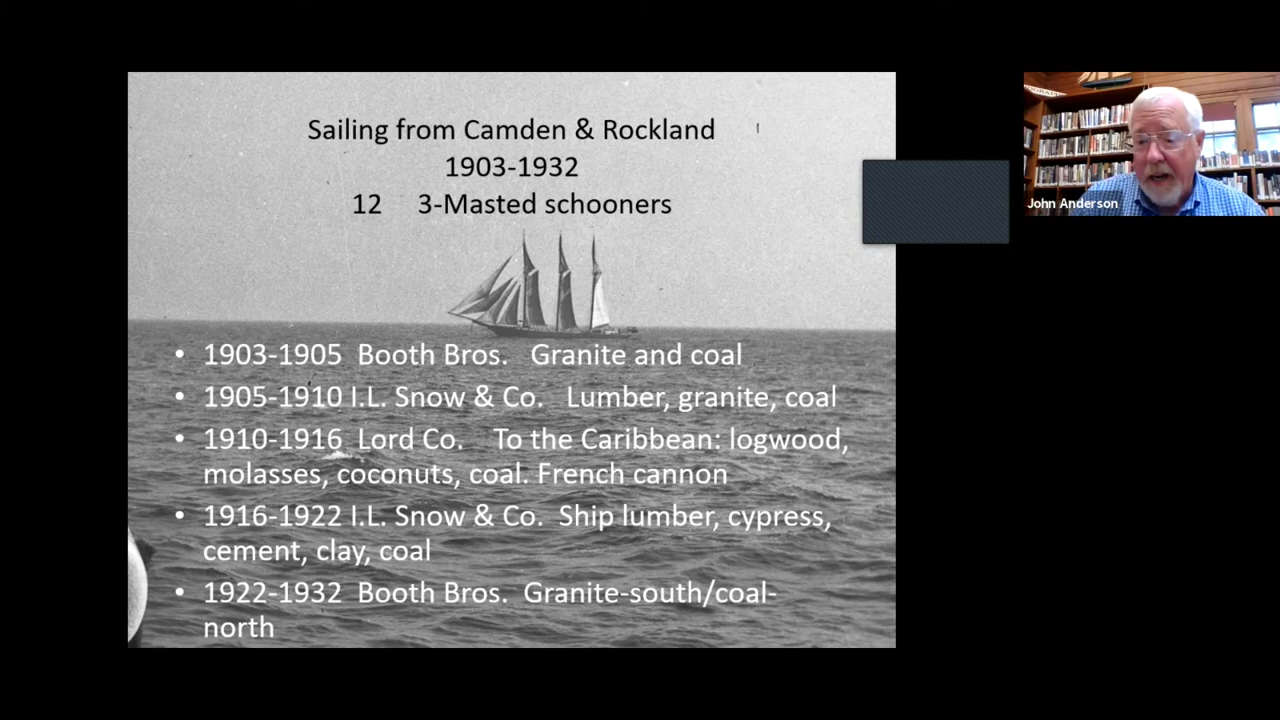 Sailing from Camden & Rockland
1903-1932
12 3-Masted schooners
• 1903-1905 Booth Bros. Granite and coal
• 1905-1910 I.L. Snow & Co. Lumber, granite, coal
• 1910-1916 Lord Co. To the Caribbean: logwood,
molasses, coconuts, coal. French cannon
• 1916-1922 I.L. Snow & Co. Ship lumber, cypress,
cement, clay, coal
• 1922-1932 Booth Bros. Granite-south/coal-
north
John Anderson